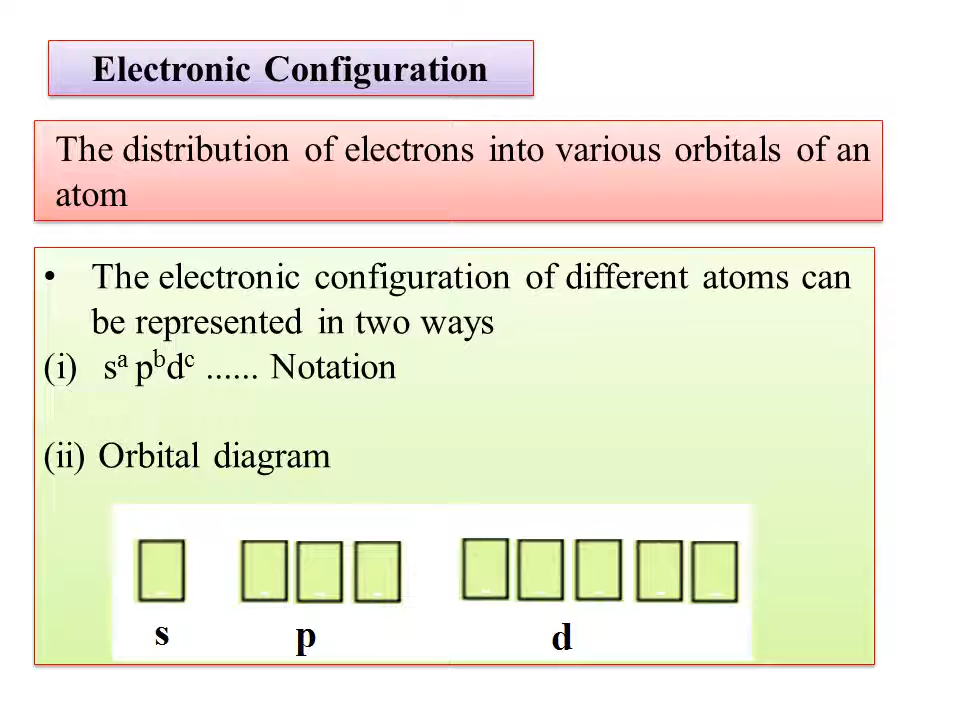 Electronic Configuration
The distribution of electrons into various orbitals of an
atom
• The electronic configuration of different atoms can
be represented in two ways
(i) sᵃ pᵇdᶜ ...... Notation
(ii) Orbital diagram
s p d